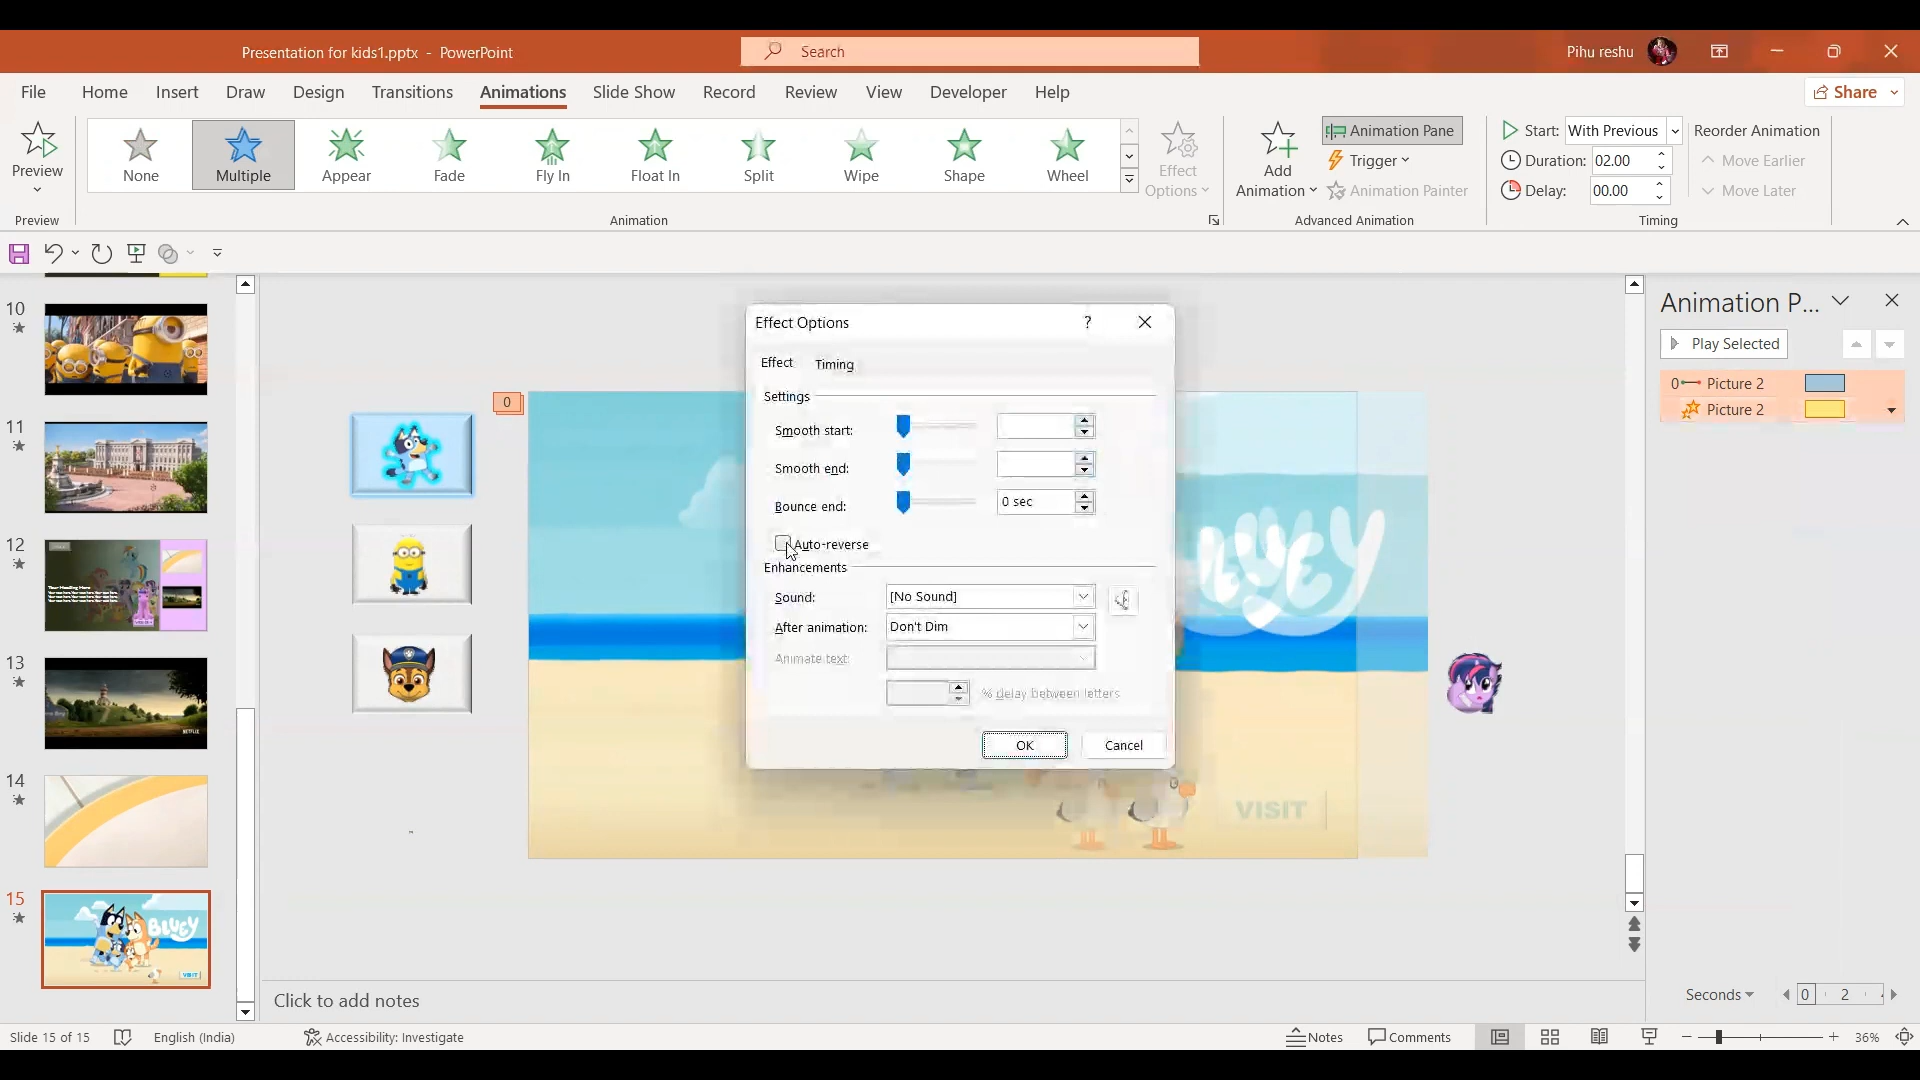 Presentation for kids1.pptx - PowerPoint
Search
Pihu reshu
File Home Insert Draw Design Transitions Animations Slide Show Record Review View Developer Help
Share
Preview
None Multiple Appear Fade Fly In Float In Split Wipe Shape Wheel
Effect Options
Add Animation
Animation Pane
Trigger
Animation Painter
Start: With Previous
Duration: 02.00
Delay: 00.00
Reorder Animation
Move Earlier
Move Later
Preview Animation Advanced Animation Timing
10
11
12
13
NETFLIX
14
15
BLUEY
VISIT
0
BLUEY
VISIT
Effect Options ?
Effect Timing
Settings
Smooth start:
Smooth end:
Bounce end: 0 sec
Auto-reverse
Enhancements
Sound: [No Sound]
After animation: Don't Dim
Animate text:
% delay between letters
OK Cancel
Animation P...
Play Selected
0 Picture 2
Picture 2
Seconds 0 2
Click to add notes
Slide 15 of 15 English (India) Accessibility: Investigate Notes Comments 36%